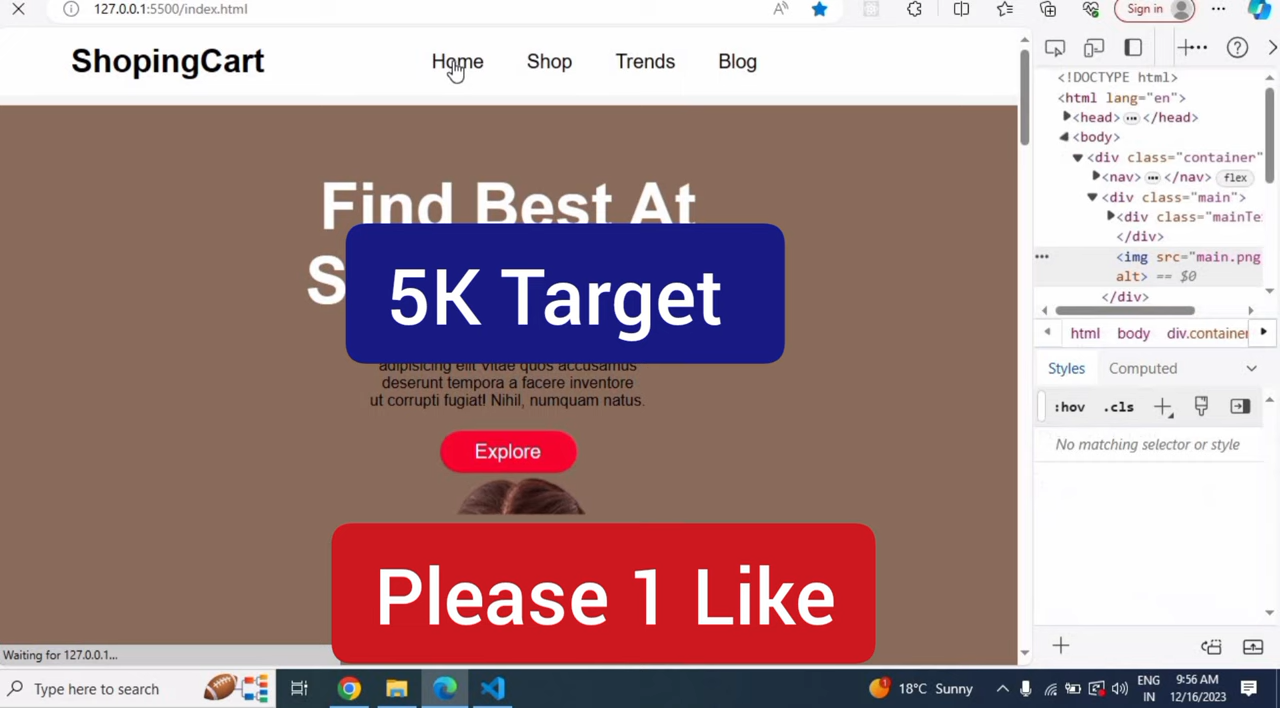 127.0.0.1:5500/index.html
Sign in
ShopingCart
Home Shop Trends Blog
Find Best At
S
5K Target
adipisicing elit Vitae quos accusamus
deserunt tempora a facere inventore
ut corrupti fugiat! Nihil, numquam natus.
Explore
Please 1 Like
Waiting for 127.0.0.1...
<!DOCTYPE html>
<html lang="en">
<head> ••• </head>
<body>
<div class="container"
<nav> ••• </nav> flex
<div class="main">
<div class="mainTe
</div>
<img src="main.png
alt> == $0
</div>
html body div.container
Styles Computed
:hov .cls
No matching selector or style
Type here to search
1
18°C Sunny
ENG
IN
9:56 AM
12/16/2023